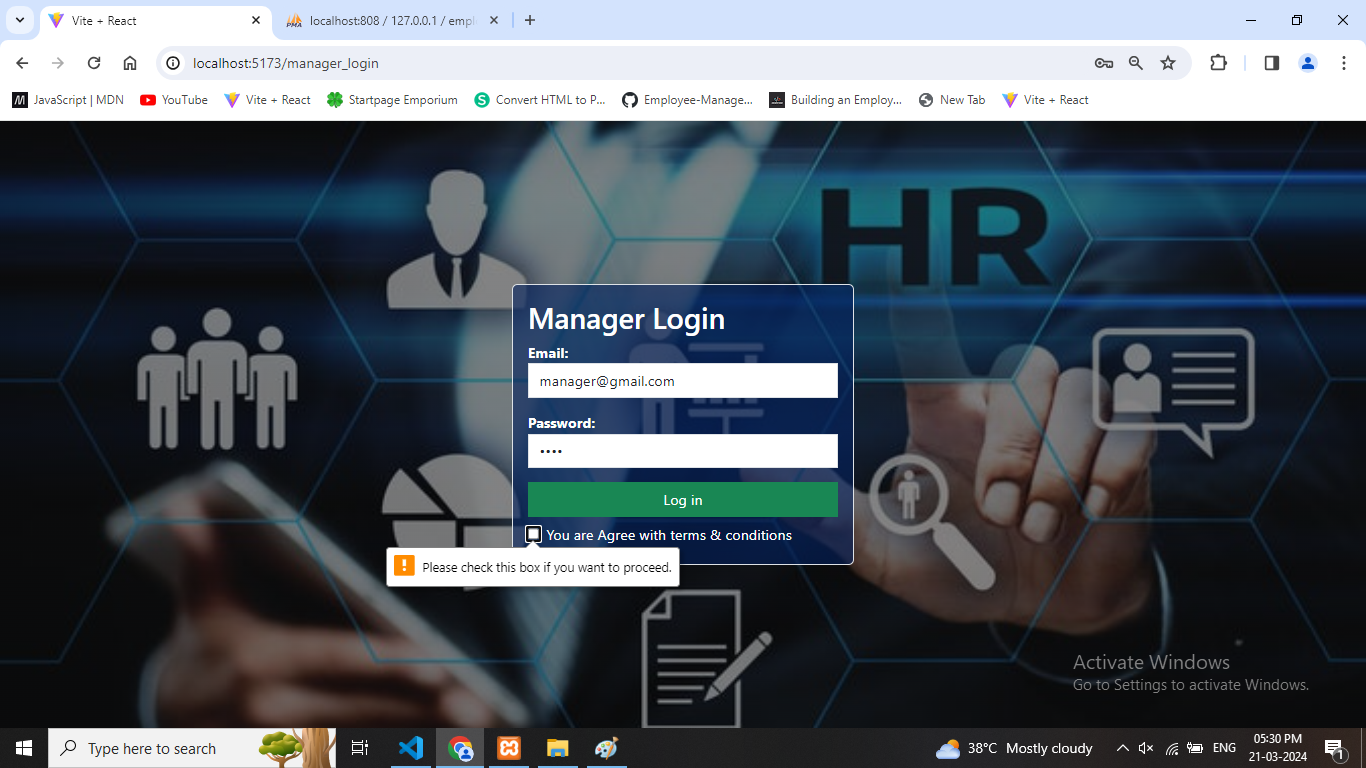 Vite + React
localhost:808 / 127.0.0.1 / empl
localhost:5173/manager_login
JavaScript | MDN
YouTube
Vite + React
Startpage Emporium
Convert HTML to P...
Employee-Manage...
Building an Employ...
New Tab
Vite + React
HR
Manager Login
Email:
manager@gmail.com
Password:
••••
Log in
You are Agree with terms & conditions
Please check this box if you want to proceed.
Activate Windows
Go to Settings to activate Windows.
Type here to search
38°C Mostly cloudy
ENG
05:30 PM
21-03-2024
1